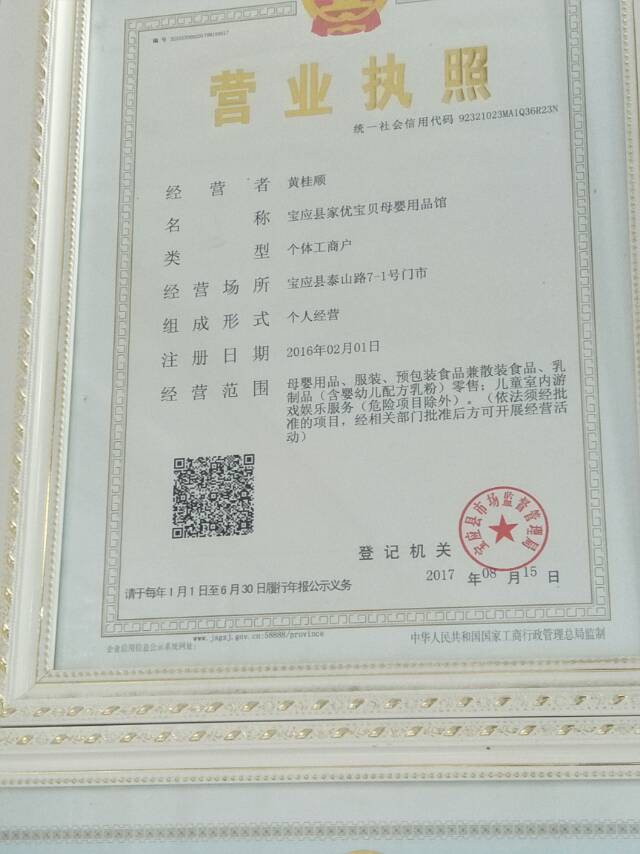 编 号
营业执照
统一社会信用代码 92321023MA1Q36R23N
经营者 黄桂顺
名称 宝应县家优宝贝母婴用品馆
类型 个体工商户
经营场所 宝应县泰山路7-1号门市
组成形式 个人经营
注册日期 2016年02月01日
经营范围 母婴用品、服装、预包装食品兼散装食品、乳
制品（含婴幼儿配方乳粉）零售；儿童室内游
戏娱乐服务（危险项目除外）。（依法须经批
准的项目，经相关部门批准后方可开展经营活
动）
宝应县市场监督管理局
登记机关
2017 年 08 月 15 日
请于每年1月1日至6月30日履行年报公示义务
企业信用信息公示系统网址：
www.jsgsj.gov.cn:58888/province
中华人民共和国国家工商行政管理总局监制